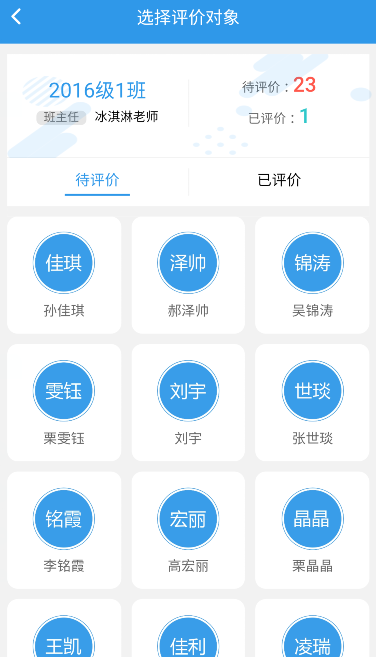 选择评价对象
2016级1班
班主任 冰淇淋老师
待评价：23
已评价：1
待评价 已评价
佳琪 泽帅 锦涛
孙佳琪 郝泽帅 吴锦涛
雯钰 刘宇 世琰
栗雯钰 刘宇 张世琰
铭霞 宏丽 晶晶
李铭霞 高宏丽 栗晶晶
王凯 佳利 凌瑞